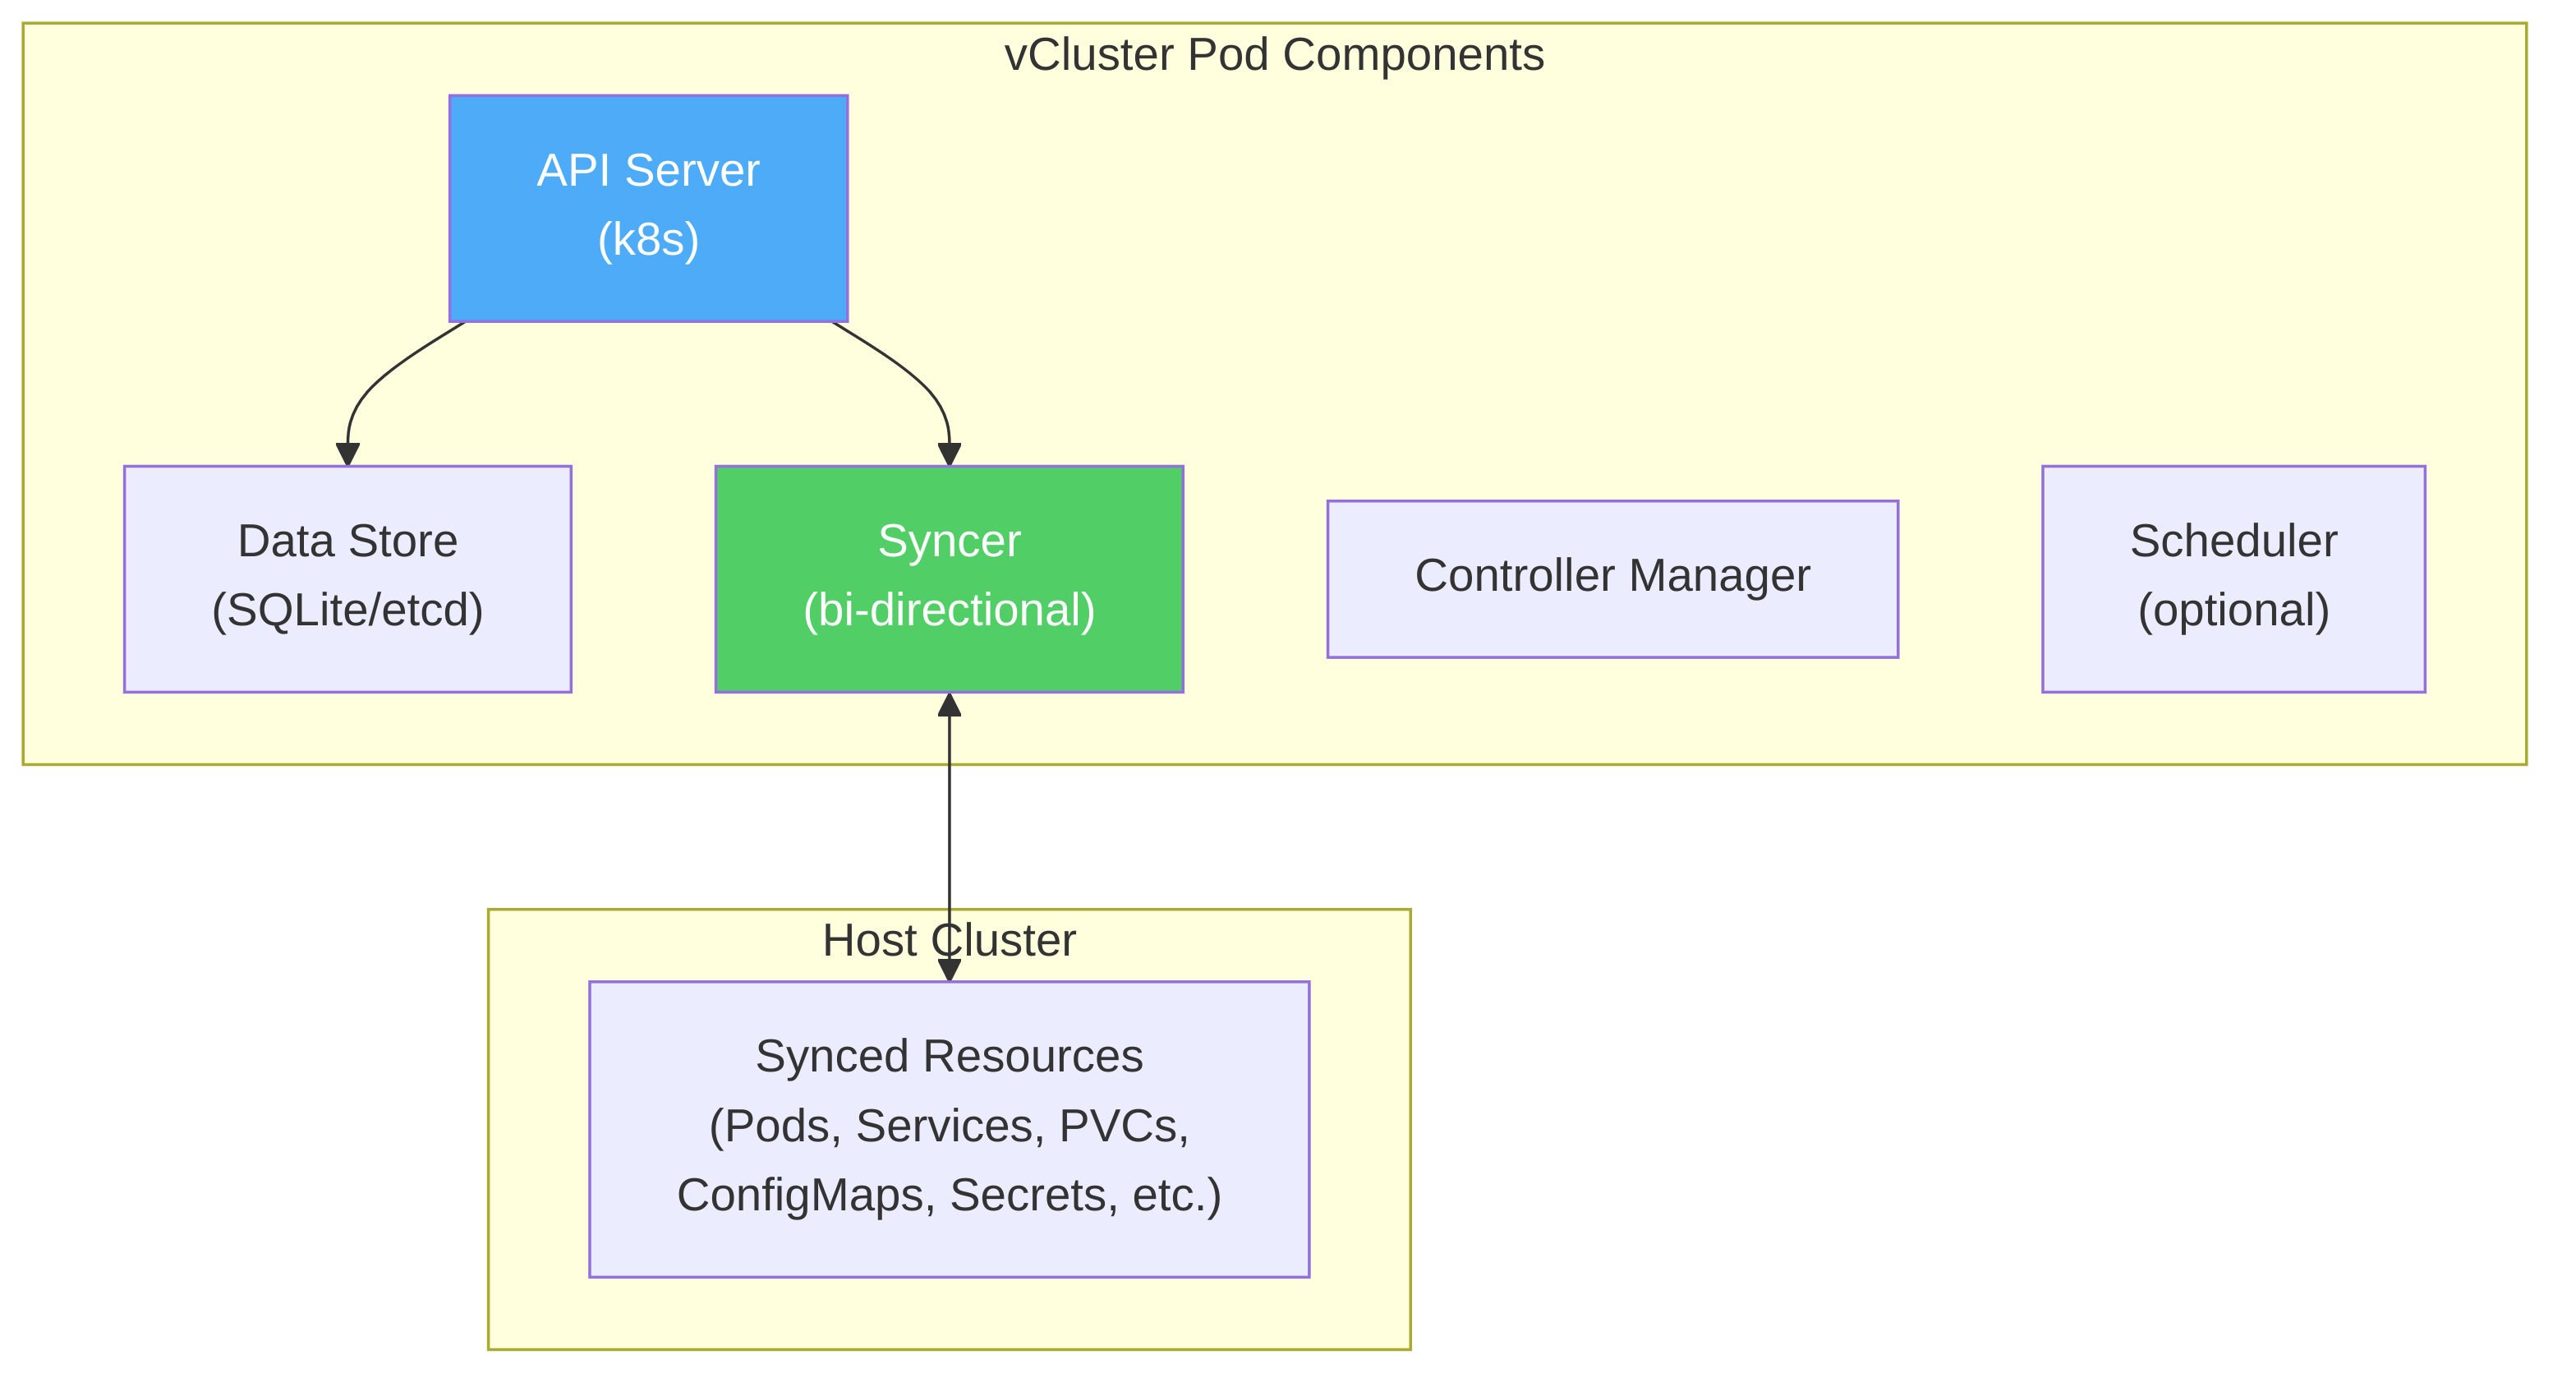 vCluster Pod Components
API Server
(k8s)
Data Store
(SQLite/etcd)
Syncer
(bi-directional)
Controller Manager
Scheduler
(optional)
Host Cluster
Synced Resources
(Pods, Services, PVCs,
ConfigMaps, Secrets, etc.)